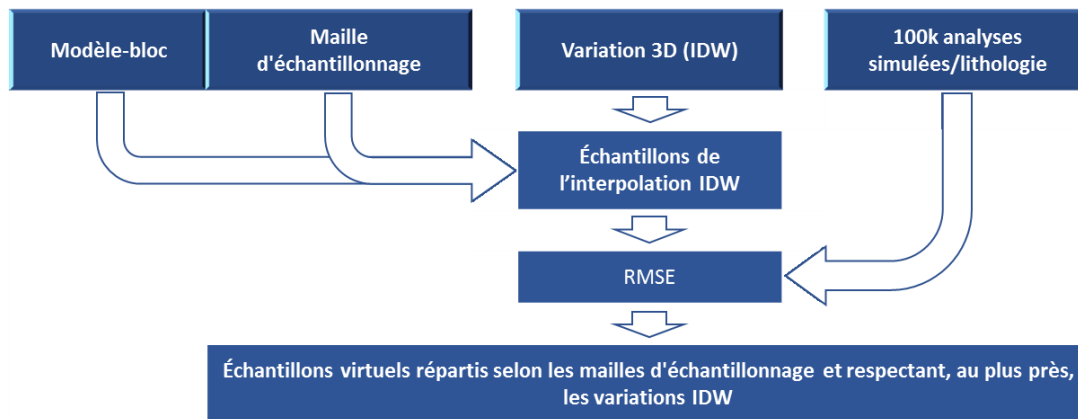 Modèle-bloc
Maille
d'échantillonnage
Variation 3D (IDW)
100k analyses
simulées/lithologie
Échantillons de
l’interpolation IDW
RMSE
Échantillons virtuels répartis selon les mailles d'échantillonnage et respectant, au plus près,
les variations IDW